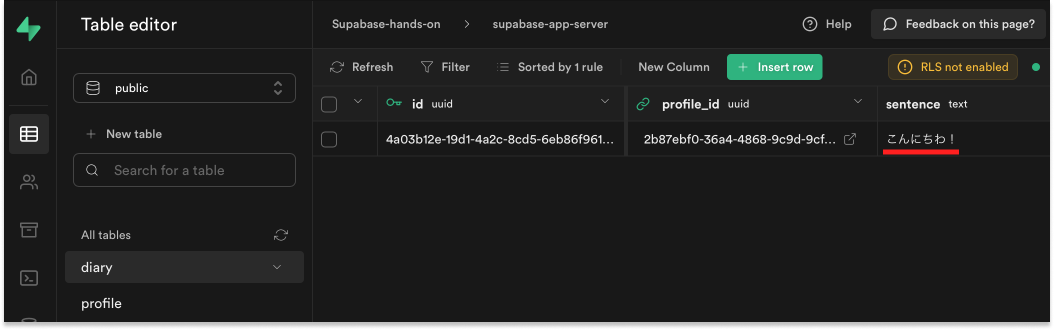 Table editor
Supabase-hands-on > supabase-app-server
Help
Feedback on this page?
public
Refresh
Filter
Sorted by 1 rule
New Column
+ Insert row
RLS not enabled
id uuid
profile_id uuid
sentence text
4a03b12e-19d1-4a2c-8cd5-6eb86f961...
2b87ebf0-36a4-4868-9c9d-9cf...
こんにちわ！
+ New table
Search for a table
All tables
diary
profile